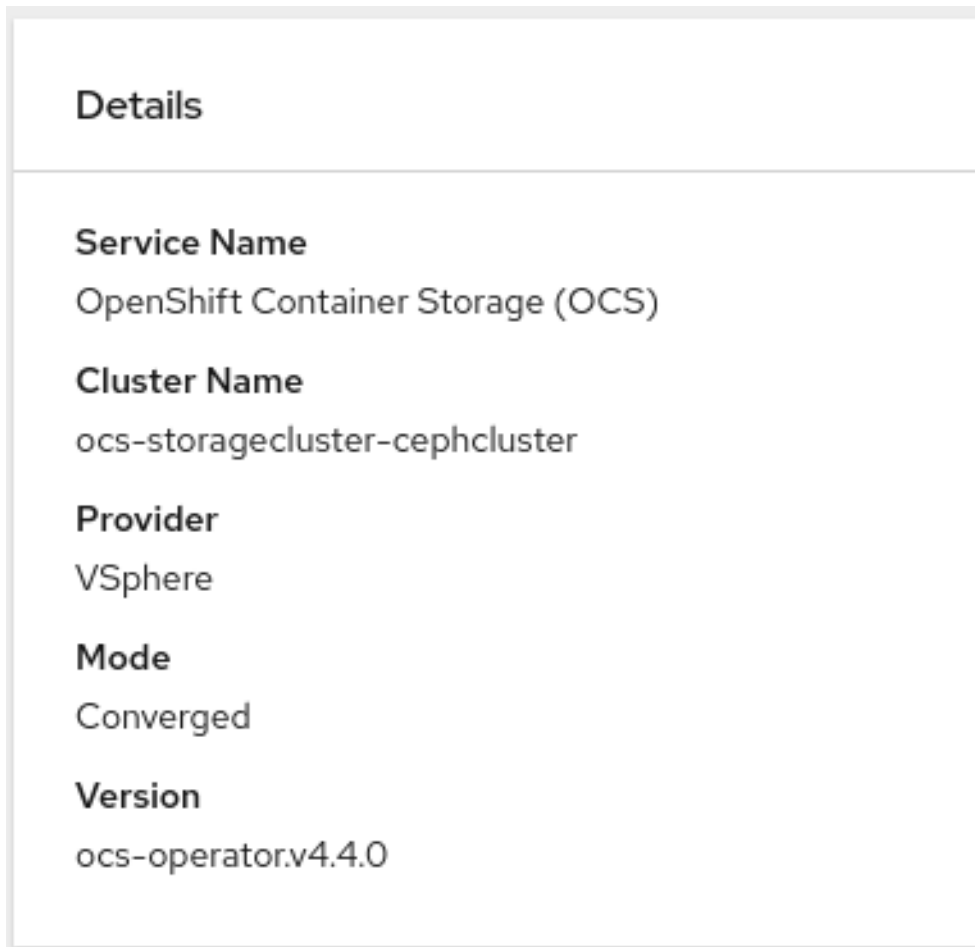 Details
Service Name
OpenShift Container Storage (OCS)
Cluster Name
ocs-storagecluster-cephcluster
Provider
VSphere
Mode
Converged
Version
ocs-operator.v4.4.0